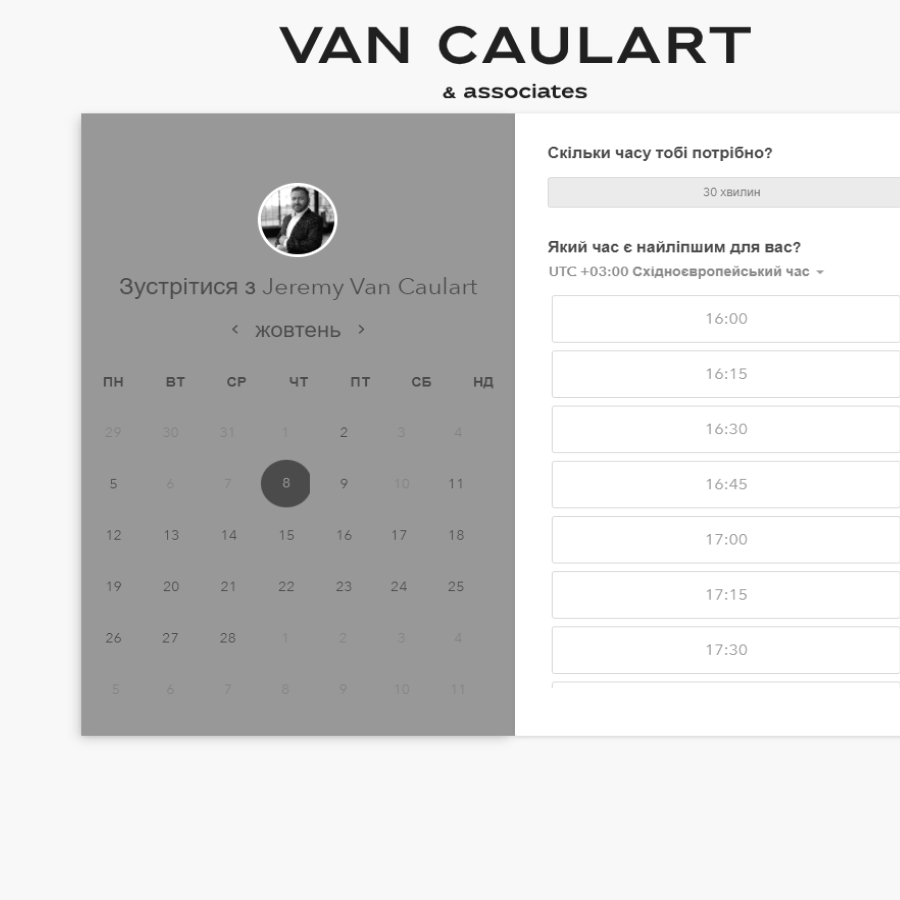 VAN CAULART
& associates
Зустрітися з Jeremy Van Caulart
жовтень
ПН ВТ СР ЧТ ПТ СБ НД
29 30 31 1 2 3 4
5 6 7 8 9 10 11
12 13 14 15 16 17 18
19 20 21 22 23 24 25
26 27 28 1 2 3 4
5 6 7 8 9 10 11
Скільки часу тобі потрібно?
30 хвилин
Який час є найліпшим для вас?
UTC +03:00 Східноєвропейський час
16:00
16:15
16:30
16:45
17:00
17:15
17:30